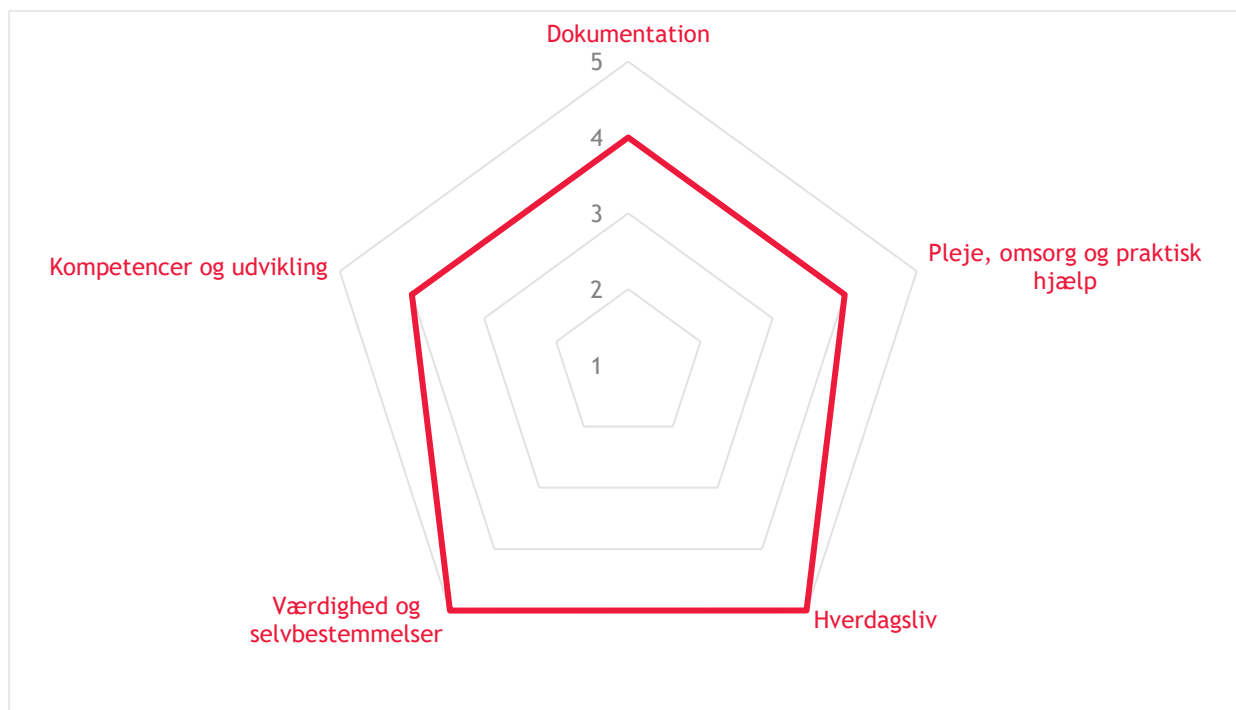 Dokumentation
5
4
3
2
1
Pleje, omsorg og praktisk
hjælp
Hverdagsliv
Værdighed og
selvbestemmelser
Kompetencer og udvikling